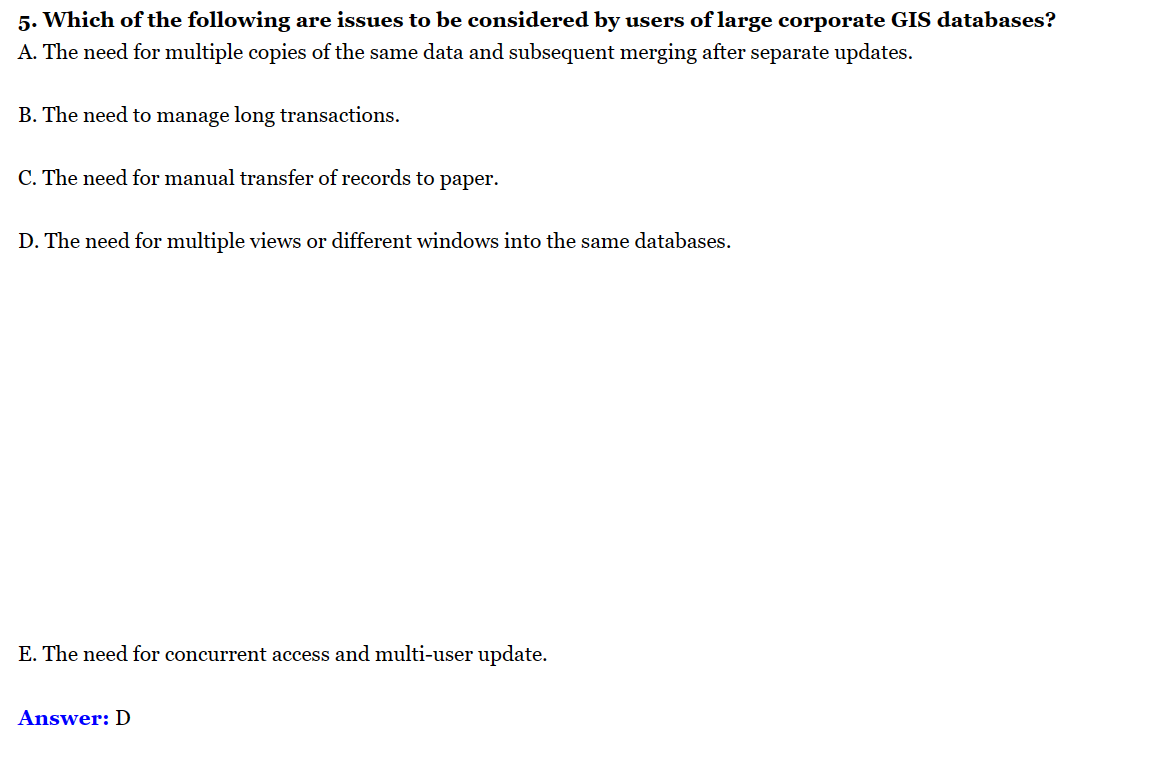 5. Which of the following are issues to be considered by users of large corporate GIS databases?
A. The need for multiple copies of the same data and subsequent merging after separate updates.
B. The need to manage long transactions.
C. The need for manual transfer of records to paper.
D. The need for multiple views or different windows into the same databases.
E. The need for concurrent access and multi-user update.
Answer: D